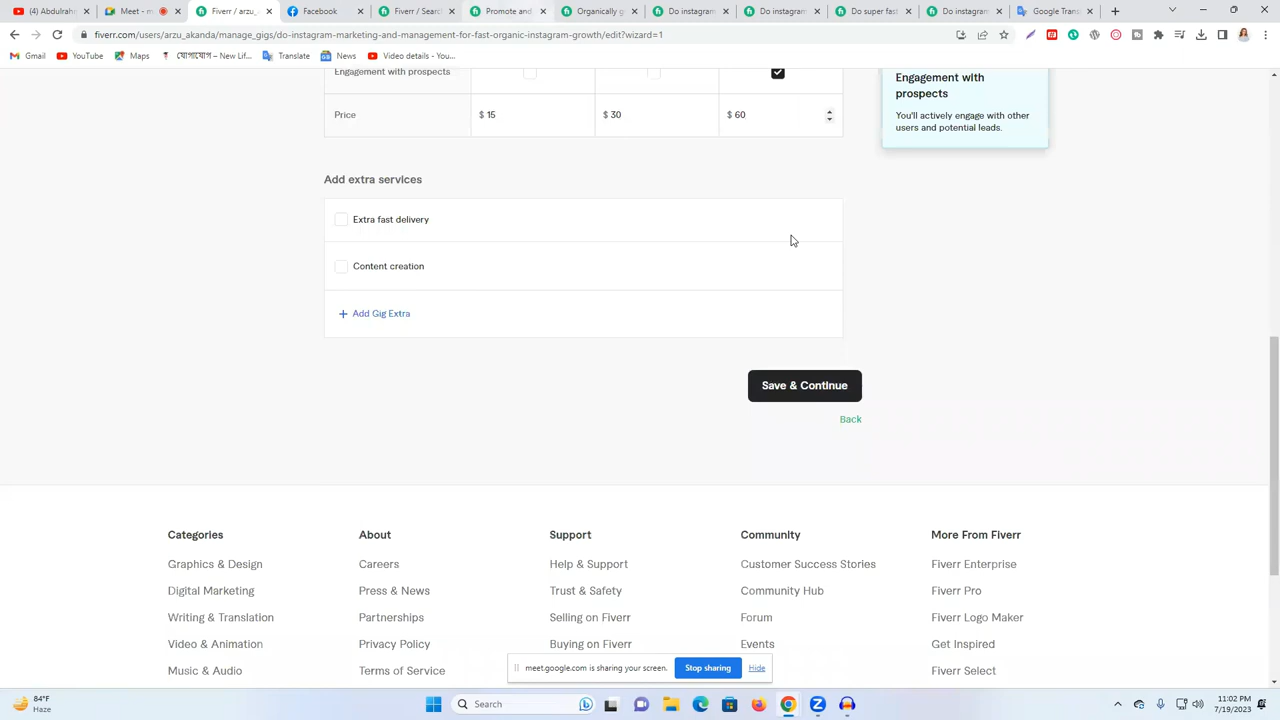 (4) Abdulrah
Meet – m
Fiverr / arzu_
Facebook
Fiverr / Search
Promote and
Organically g
Do instagram
Do instagram
Do super fast
Do instagram
Google Trans
fiverr.com/users/arzu_akanda/manage_gigs/do-instagram-marketing-and-management-for-fast-organic-instagram-growth/edit?wizard=1
Gmail
YouTube
Maps
যোগাযোগ – New Lif...
Translate
News
Video details - You...
Engagement with prospects
Engagement with
prospects
You'll actively engage with other
users and potential leads.
Price
$ 15
$ 30
$ 60
Add extra services
Extra fast delivery
Content creation
+ Add Gig Extra
Save & Continue
Back
Categories
About
Support
Community
More From Fiverr
Graphics & Design
Careers
Help & Support
Customer Success Stories
Fiverr Enterprise
Digital Marketing
Press & News
Trust & Safety
Community Hub
Fiverr Pro
Writing & Translation
Partnerships
Selling on Fiverr
Forum
Fiverr Logo Maker
Video & Animation
Privacy Policy
Buying on Fiverr
Events
Get Inspired
Music & Audio
Terms of Service
Fiverr Select
meet.google.com is sharing your screen.
Stop sharing
Hide
84°F
Haze
Search
11:02 PM
7/19/2023